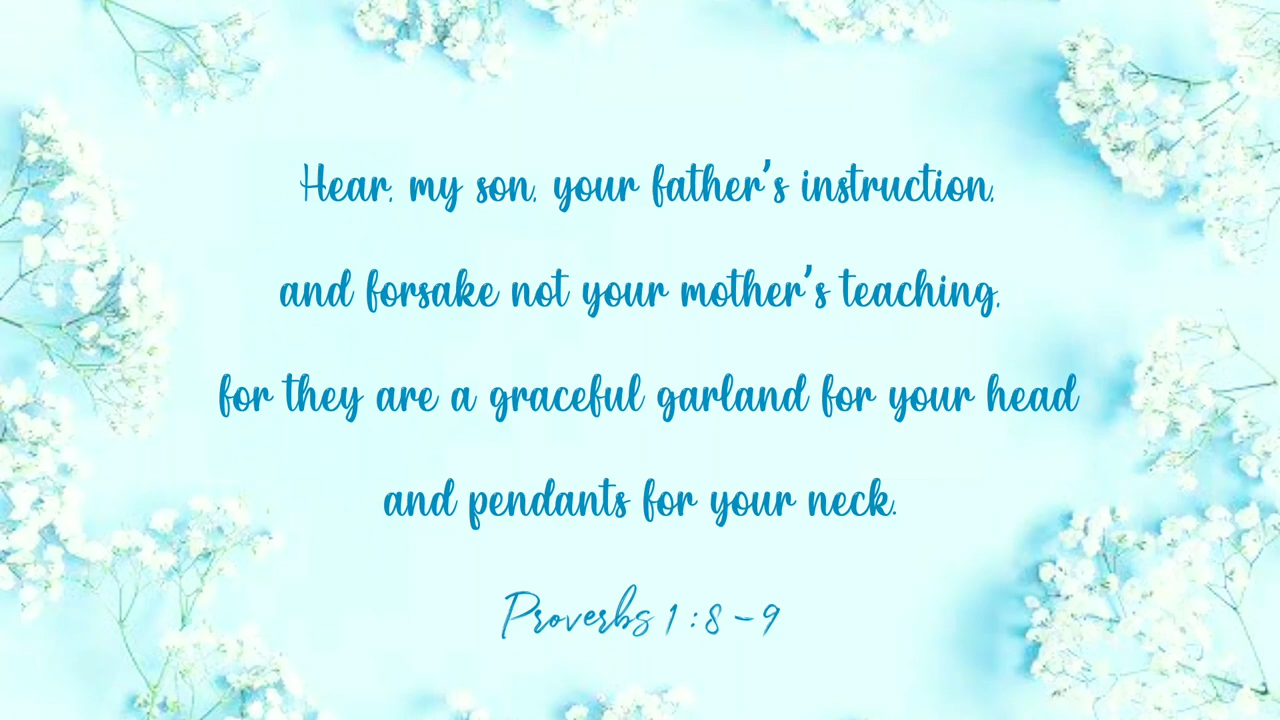 Hear, my son, your father's instruction,
and forsake not your mother's teaching,
for they are a graceful garland for your head
and pendants for your neck.
Proverbs 1:8-9